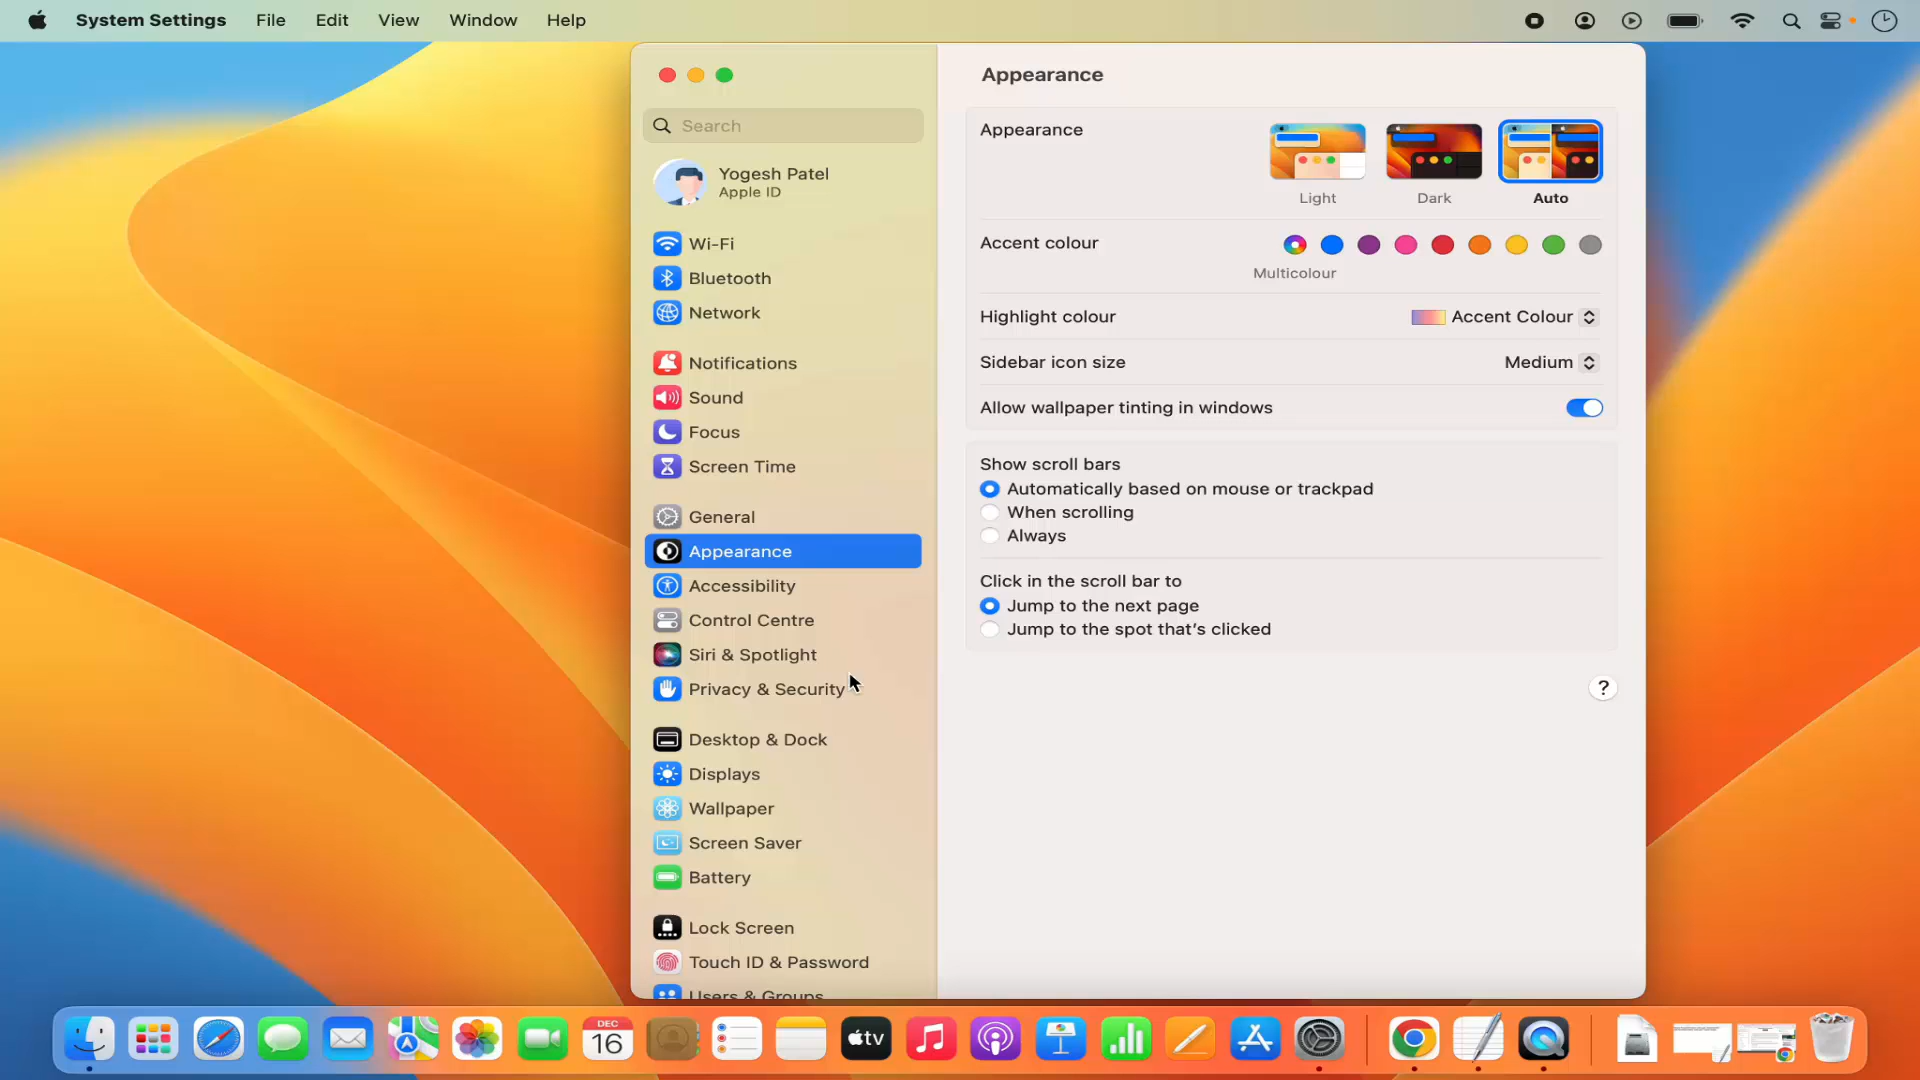 System Settings File Edit View Window Help
Appearance
Search
Yogesh Patel
Apple ID
Wi-Fi
Bluetooth
Network
Notifications
Sound
Focus
Screen Time
General
Appearance
Accessibility
Control Centre
Siri & Spotlight
Privacy & Security
Desktop & Dock
Displays
Wallpaper
Screen Saver
Battery
Lock Screen
Touch ID & Password
Users & Groups
Appearance
Light Dark Auto
Accent colour
Multicolour
Highlight colour Accent Colour
Sidebar icon size Medium
Allow wallpaper tinting in windows
Show scroll bars
Automatically based on mouse or trackpad
When scrolling
Always
Click in the scroll bar to
Jump to the next page
Jump to the spot that's clicked
?
DEC
16
tv